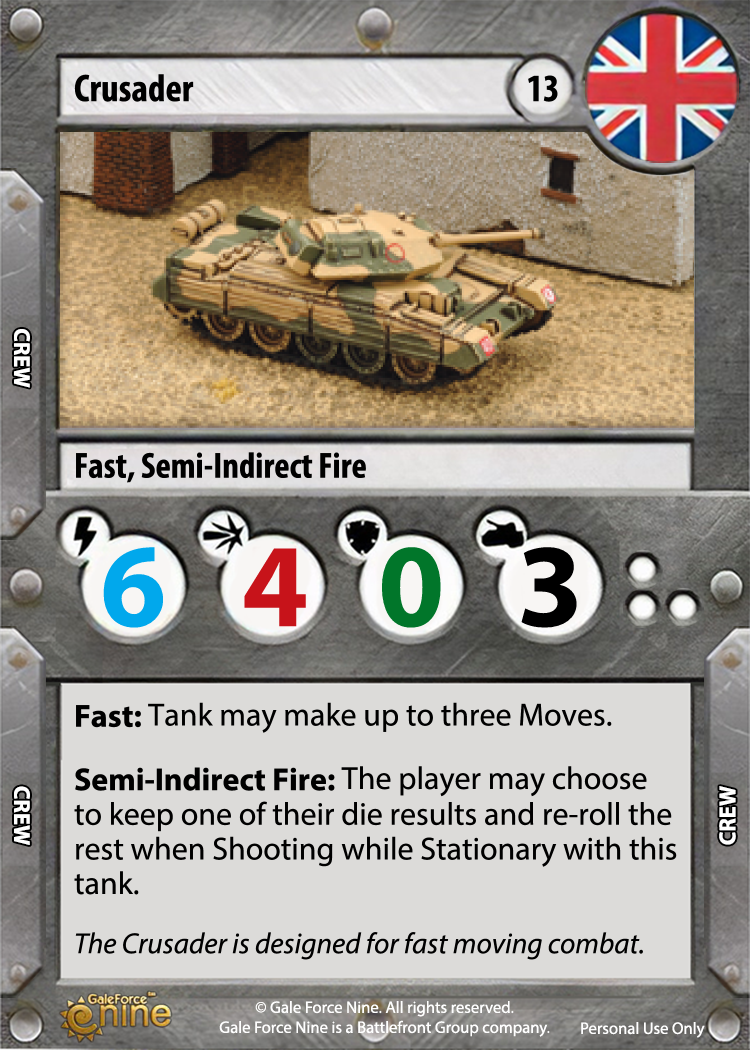 Crusader
13
CREW
Fast, Semi-Indirect Fire
6 4 0 3
Fast: Tank may make up to three Moves.
Semi-Indirect Fire: The player may choose
to keep one of their die results and re-roll the
rest when Shooting while Stationary with this
tank.
The Crusader is designed for fast moving combat.
CREW
CREW
GaleForce™
nine
© Gale Force Nine. All rights reserved.
Gale Force Nine is a Battlefront Group company.
Personal Use Only